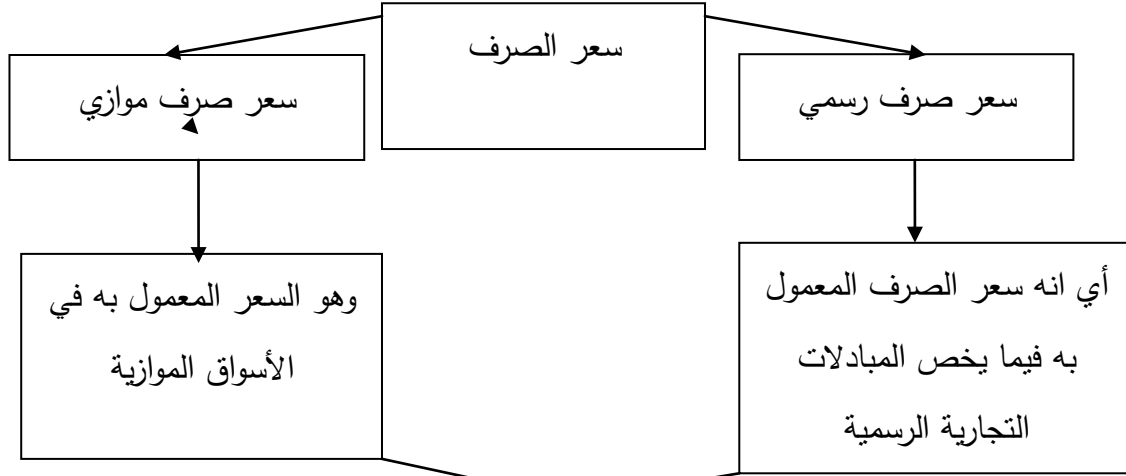 سعر الصرف
سعر صرف رسمي
سعر صرف موازي
أي انه سعر الصرف المعمول
به فيما يخص المبادلات
التجارية الرسمية
وهو السعر المعمول به في
الأسواق الموازية